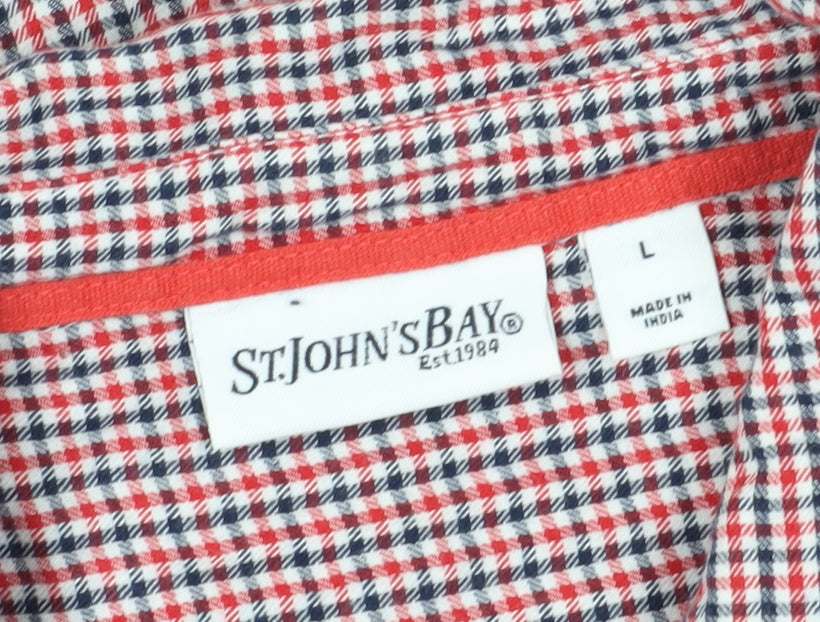 St. John's Bay®
Est.1984
L
MADE IN
INDIA